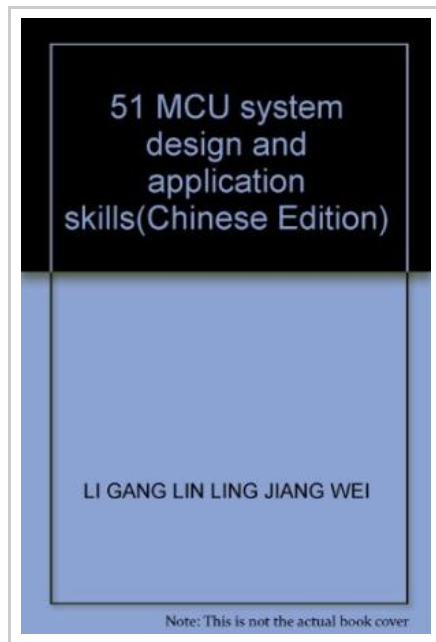 51 MCU system
design and
application
skills(Chinese Edition)
LI GANG LIN LING JIANG WEI
Note: This is not the actual book cover